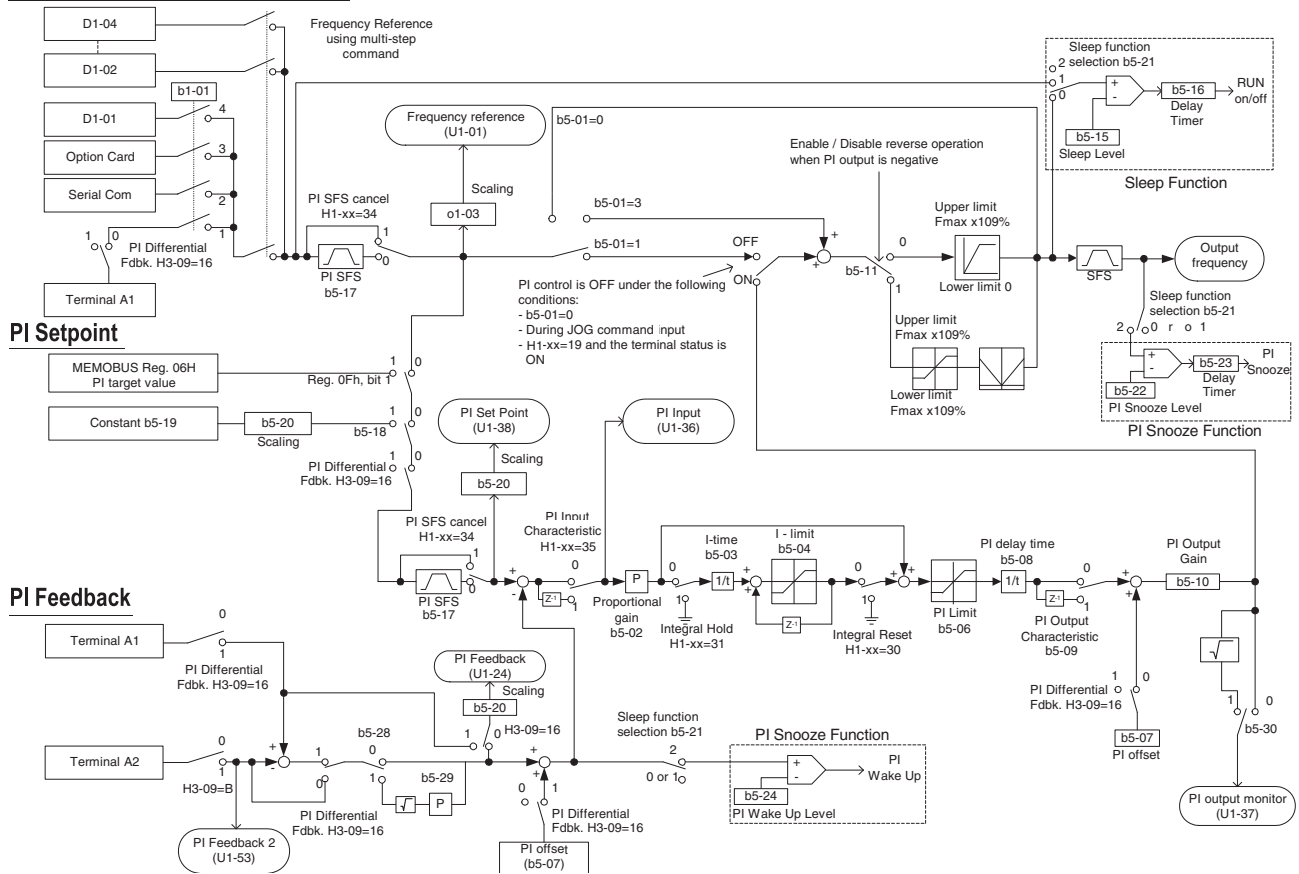 D1-04
D1-02
Frequency Reference
using multi-step
command
b1-01
D1-01
4
Option Card
3
Serial Com
2
1
1
0
PI Differential
Fdbk. H3-09=16
Terminal A1
PI SFS cancel
H1-xx=34
1
0
PI SFS
b5-17
Frequency reference
(U1-01)
Scaling
o1-03
b5-01=0
b5-01=3
b5-01=1
OFF
ON
PI control is OFF under the following
conditions:
- b5-01=0
- During JOG command input
- H1-xx=19 and the terminal status is
ON
Enable / Disable reverse operation
when PI output is negative
+
+
b5-11
0
1
Upper limit
Fmax x109%
Lower limit 0
Upper limit
Fmax x109%
Lower limit
Fmax x109%
Sleep function
selection b5-21
2
1
0
+
-
b5-16
Delay
Timer
RUN
on/off
b5-15
Sleep Level
Sleep Function
SFS
Output
frequency
Sleep function
selection b5-21
2
0 r o 1
+
-
b5-23
Delay
Timer
PI
Snooze
b5-22
PI Snooze Level
PI Snooze Function
PI Setpoint
MEMOBUS Reg. 06H
PI target value
1
0
Reg. 0Fh, bit 1
Constant b5-19
b5-20
Scaling
b5-18
1
0
PI Differential
Fdbk. H3-09=16
1
0
PI Set Point
(U1-38)
Scaling
b5-20
PI Input
(U1-36)
PI SFS cancel
H1-xx=34
1
0
PI SFS
b5-17
+
-
PI Input
Characteristic
H1-xx=35
0
1
Z-1
P
Proportional
gain
b5-02
0
1
Integral Hold
H1-xx=31
I-time
b5-03
1/t
+
+
I - limit
b5-04
Z-1
0
1
Integral Reset
H1-xx=30
+
+
PI Limit
b5-06
PI delay time
b5-08
1/t
Z-1
0
1
PI Output
Characteristic
b5-09
+
+
PI Output
Gain
b5-10
1
0
PI Differential
Fdbk. H3-09=16
b5-07
PI offset
√
1
0
b5-30
PI output monitor
(U1-37)
PI Feedback
Terminal A1
0
1
PI Differential
Fdbk. H3-09=16
Terminal A2
0
1
H3-09=B
PI Feedback 2
(U1-53)
+
-
1
0
PI Differential
Fdbk. H3-09=16
b5-28
0
1
√
b5-29
P
PI Feedback
(U1-24)
Scaling
b5-20
1
0
H3-09=16
+
+
0
1
PI Differential
Fdbk. H3-09=16
PI offset
(b5-07)
Sleep function
selection b5-21
2
0 or 1
PI Snooze Function
+
-
PI
Wake Up
b5-24
PI Wake Up Level